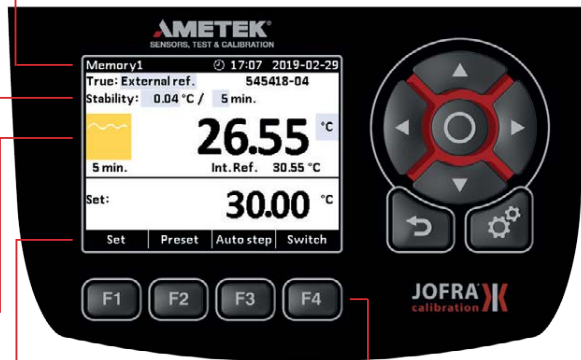 AMETEK®
SENSORS, TEST & CALIBRATION
Memory1 17:07 2019-02-29
True: External ref. 545418-04
Stability: 0.04 °C / 5 min.
26.55 °C
5 min. Int. Ref. 30.55 °C
Set: 30.00 °C
Set Preset Auto step Switch
F1 F2 F3 F4
JOFRA
calibration